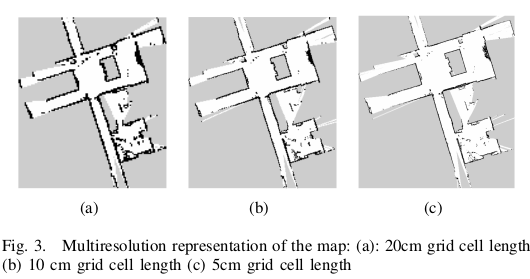 (a) (b) (c)
Fig. 3. Multiresolution representation of the map: (a): 20cm grid cell length
(b) 10 cm grid cell length (c) 5cm grid cell length